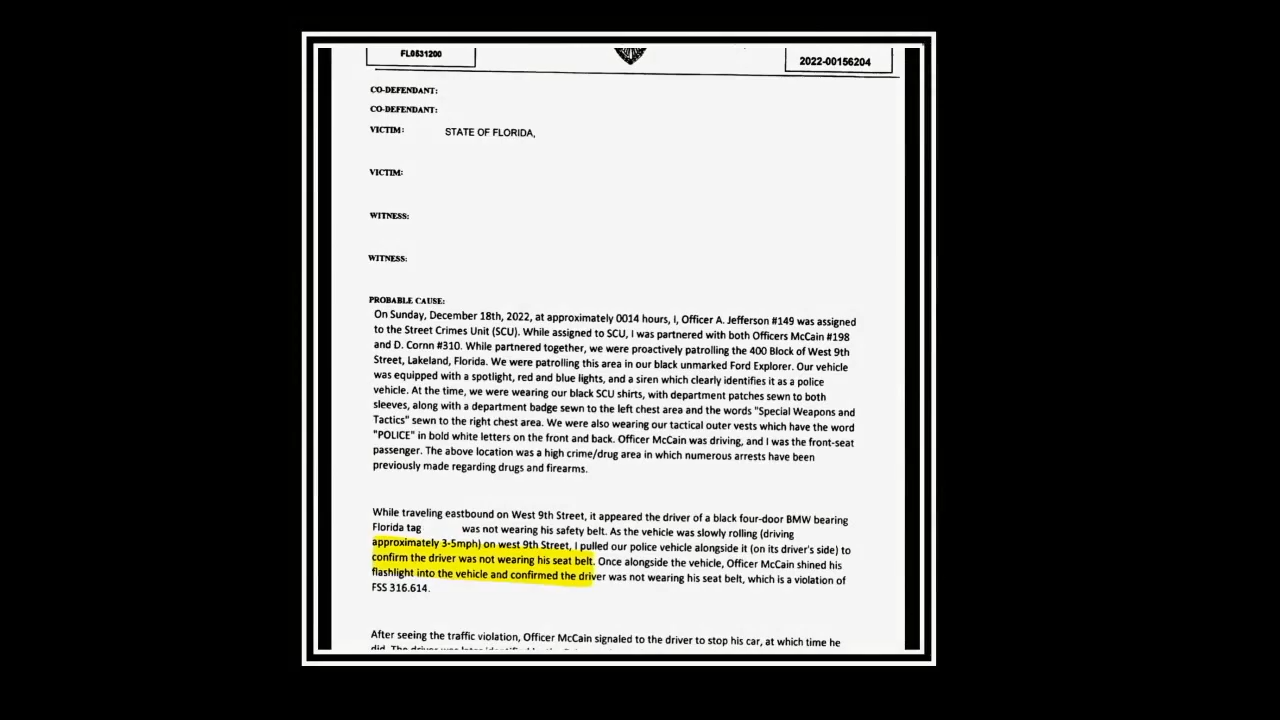 FL0531200
2022-00156204
CO-DEFENDANT:
CO-DEFENDANT:
VICTIM: STATE OF FLORIDA,
VICTIM:
WITNESS:
WITNESS:
PROBABLE CAUSE:
On Sunday, December 18th, 2022, at approximately 0014 hours, I, Officer A. Jefferson #149 was assigned
to the Street Crimes Unit (SCU). While assigned to SCU, I was partnered with both Officers McCain #198
and D. Cornn #310. While partnered together, we were proactively patrolling the 400 Block of West 9th
Street, Lakeland, Florida. We were patrolling this area in our black unmarked Ford Explorer. Our vehicle
was equipped with a spotlight, red and blue lights, and a siren which clearly identifies it as a police
vehicle. At the time, we were wearing our black SCU shirts, with department patches sewn to both
sleeves, along with a department badge sewn to the left chest area and the words "Special Weapons and
Tactics" sewn to the right chest area. We were also wearing our tactical outer vests which have the word
"POLICE" in bold white letters on the front and back. Officer McCain was driving, and I was the front-seat
passenger. The above location was a high crime/drug area in which numerous arrests have been
previously made regarding drugs and firearms.
While traveling eastbound on West 9th Street, it appeared the driver of a black four-door BMW bearing
Florida tag was not wearing his safety belt. As the vehicle was slowly rolling (driving
approximately 3-5mph) on west 9th Street, I pulled our police vehicle alongside it (on its driver's side) to
confirm the driver was not wearing his seat belt. Once alongside the vehicle, Officer McCain shined his
flashlight into the vehicle and confirmed the driver was not wearing his seat belt, which is a violation of
FSS 316.614.
After seeing the traffic violation, Officer McCain signaled to the driver to stop his car, at which time he
did. The driver was later identified by